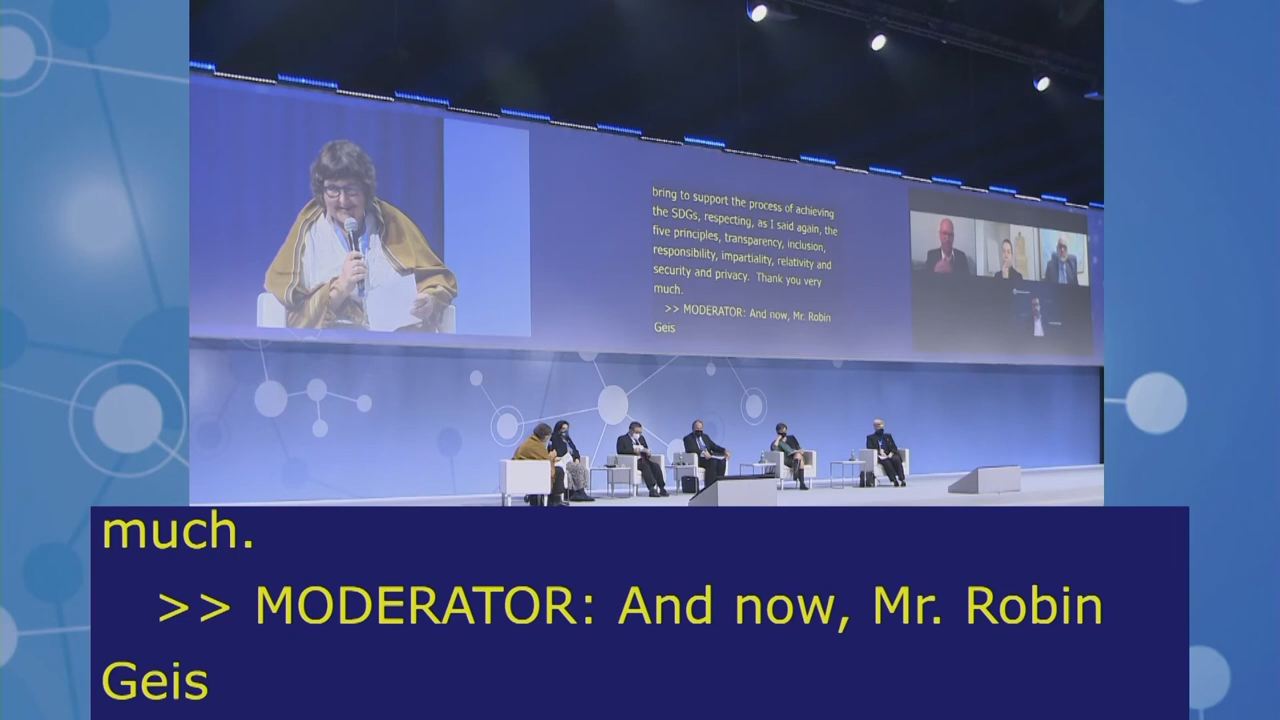 bring to support the process of achieving
the SDGs, respecting, as I said again, the
five principles, transparency, inclusion,
responsibility, impartiality, relativity and
security and privacy. Thank you very
much.
>> MODERATOR: And now, Mr. Robin
Geis
much.
>> MODERATOR: And now, Mr. Robin
Geis